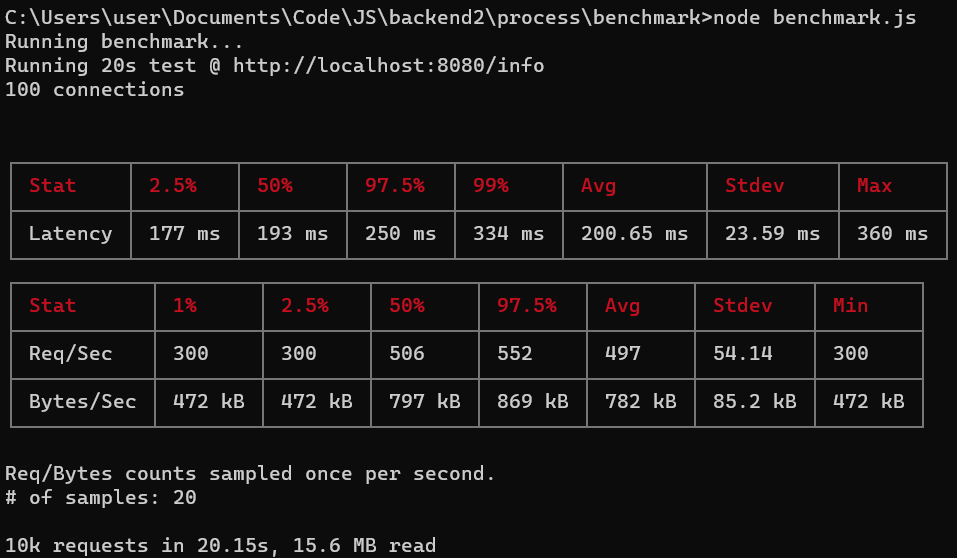 C:\Users\user\Documents\Code\JS\backend2\process\benchmark>node benchmark.js
Running benchmark...
Running 20s test @ http://localhost:8080/info
100 connections
Stat 2.5% 50% 97.5% 99% Avg Stdev Max
Latency 177 ms 193 ms 250 ms 334 ms 200.65 ms 23.59 ms 360 ms
Stat 1% 2.5% 50% 97.5% Avg Stdev Min
Req/Sec 300 300 506 552 497 54.14 300
Bytes/Sec 472 kB 472 kB 797 kB 869 kB 782 kB 85.2 kB 472 kB
Req/Bytes counts sampled once per second.
# of samples: 20
10k requests in 20.15s, 15.6 MB read